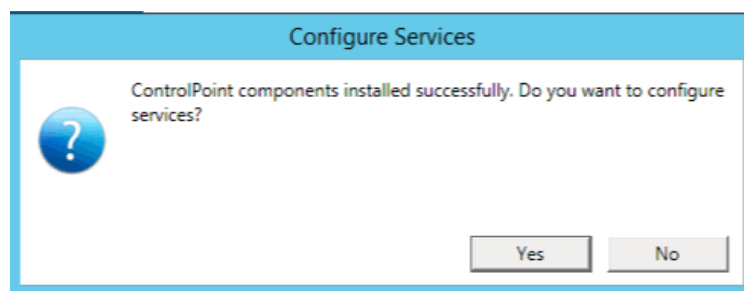 Configure Services
ControlPoint components installed successfully. Do you want to configure
services?
Yes
No